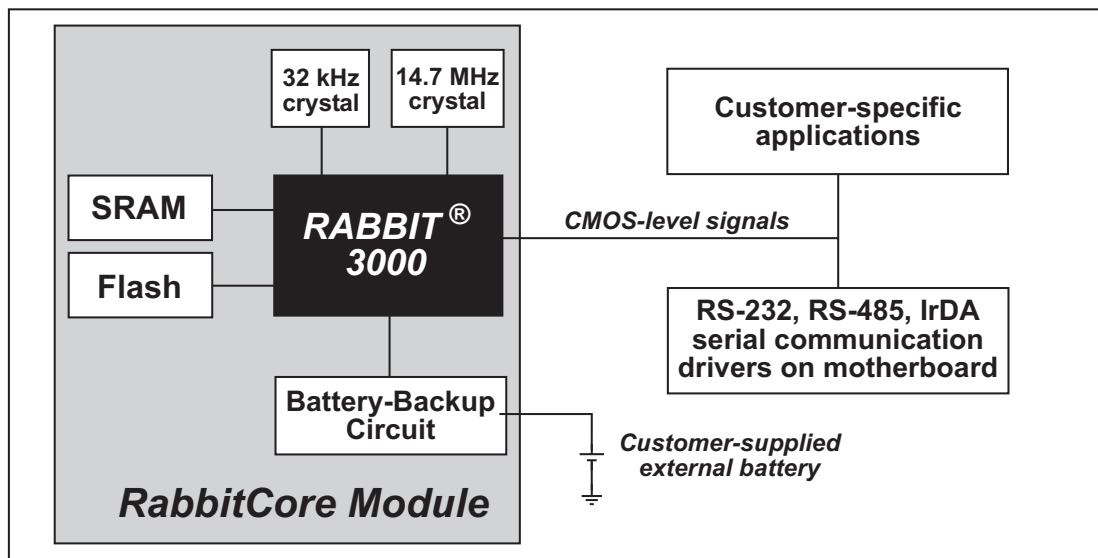 32 kHz
crystal
14.7 MHz
crystal
Customer-specific
applications
SRAM
Flash
RABBIT ®
3000
CMOS-level signals
RS-232, RS-485, IrDA
serial communication
drivers on motherboard
Battery-Backup
Circuit
Customer-supplied
external battery
RabbitCore Module